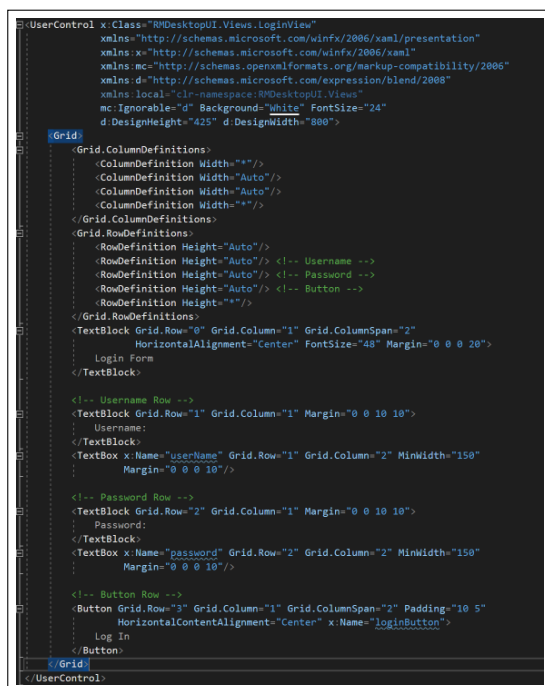 <UserControl x:Class="RMDesktopUI.Views.LoginView"
xmlns="http://schemas.microsoft.com/winfx/2006/xaml/presentation"
xmlns:x="http://schemas.microsoft.com/winfx/2006/xaml"
xmlns:mc="http://schemas.openxmlformats.org/markup-compatibility/2006"
xmlns:d="http://schemas.microsoft.com/expression/blend/2008"
xmlns:local="clr-namespace:RMDesktopUI.Views"
mc:Ignorable="d" Background="White" FontSize="24"
d:DesignHeight="425" d:DesignWidth="800">
<Grid>
<Grid.ColumnDefinitions>
<ColumnDefinition Width="*"/>
<ColumnDefinition Width="Auto"/>
<ColumnDefinition Width="Auto"/>
<ColumnDefinition Width="*"/>
</Grid.ColumnDefinitions>
<Grid.RowDefinitions>
<RowDefinition Height="Auto"/>
<RowDefinition Height="Auto"/> <!-- Username -->
<RowDefinition Height="Auto"/> <!-- Password -->
<RowDefinition Height="Auto"/> <!-- Button -->
<RowDefinition Height="*"/>
</Grid.RowDefinitions>
<TextBlock Grid.Row="0" Grid.Column="1" Grid.ColumnSpan="2"
HorizontalAlignment="Center" FontSize="48" Margin="0 0 0 20">
Login Form
</TextBlock>
<!-- Username Row -->
<TextBlock Grid.Row="1" Grid.Column="1" Margin="0 0 10 10">
Username:
</TextBlock>
<TextBox x:Name="userName" Grid.Row="1" Grid.Column="2" MinWidth="150"
Margin="0 0 0 10"/>
<!-- Password Row -->
<TextBlock Grid.Row="2" Grid.Column="1" Margin="0 0 10 10">
Password:
</TextBlock>
<TextBox x:Name="password" Grid.Row="2" Grid.Column="2" MinWidth="150"
Margin="0 0 0 10"/>
<!-- Button Row -->
<Button Grid.Row="3" Grid.Column="1" Grid.ColumnSpan="2" Padding="10 5"
HorizontalContentAlignment="Center" x:Name="loginButton">
Log In
</Button>
</Grid>
</UserControl>